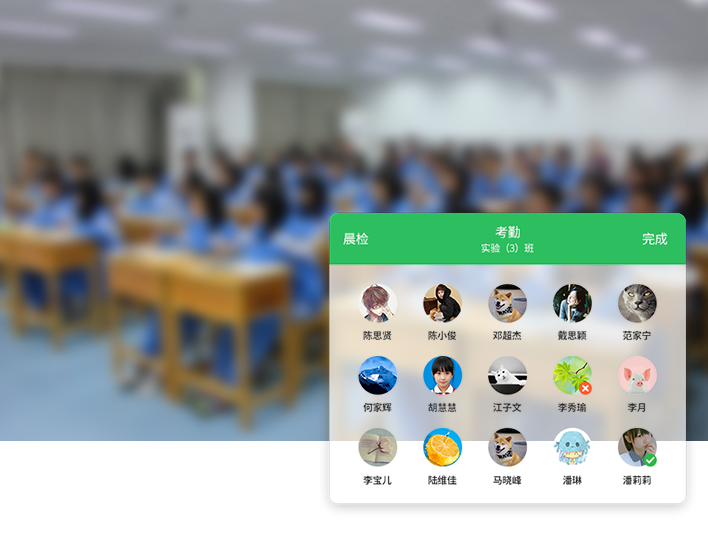 晨检
考勤
完成
实验（3）班
陈思贤 陈小俊 邓超杰 戴思颖 范家宁
何家辉 胡慧慧 江子文 李秀瑜 李月
李宝儿 陆维佳 马晓峰 潘琳 潘莉莉